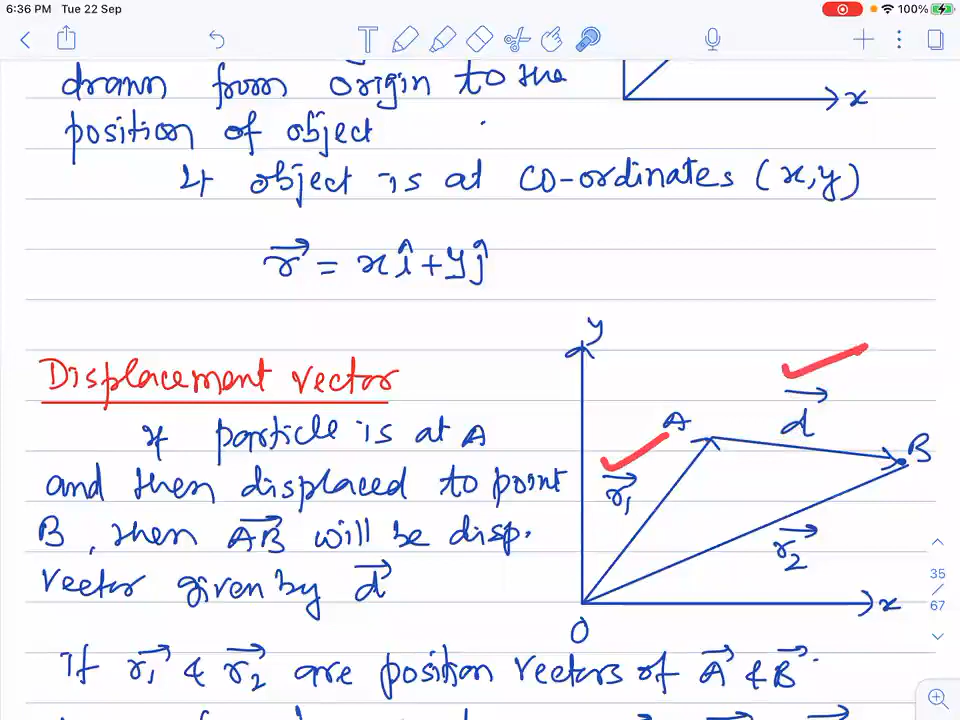 6:36 PM Tue 22 Sep
100%
drawn from origin to the
x
position of object
If object is at co-ordinates (x,y)
r⃗ = xî + yĵ
y
Displacement vector
d⃗
If particle is at A
A
B
and then displaced to point
r⃗₁
B, then A⃗B⃗ will be disp.
r⃗₂
vector given by d⃗
x
O
35
/
67
If r⃗₁ & r⃗₂ are position vectors of A⃗ & B⃗.